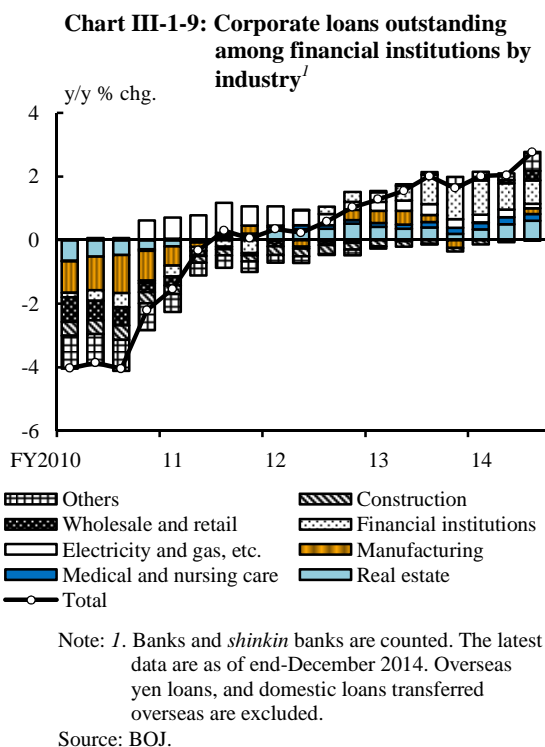 Chart III-1-9: Corporate loans outstanding
among financial institutions by
industry1
y/y % chg.
4
2
0
-2
-4
-6
FY2010 11 12 13 14
Others Construction
Wholesale and retail Financial institutions
Electricity and gas, etc. Manufacturing
Medical and nursing care Real estate
Total
Note: 1. Banks and shinkin banks are counted. The latest
data are as of end-December 2014. Overseas
yen loans, and domestic loans transferred
overseas are excluded.
Source: BOJ.